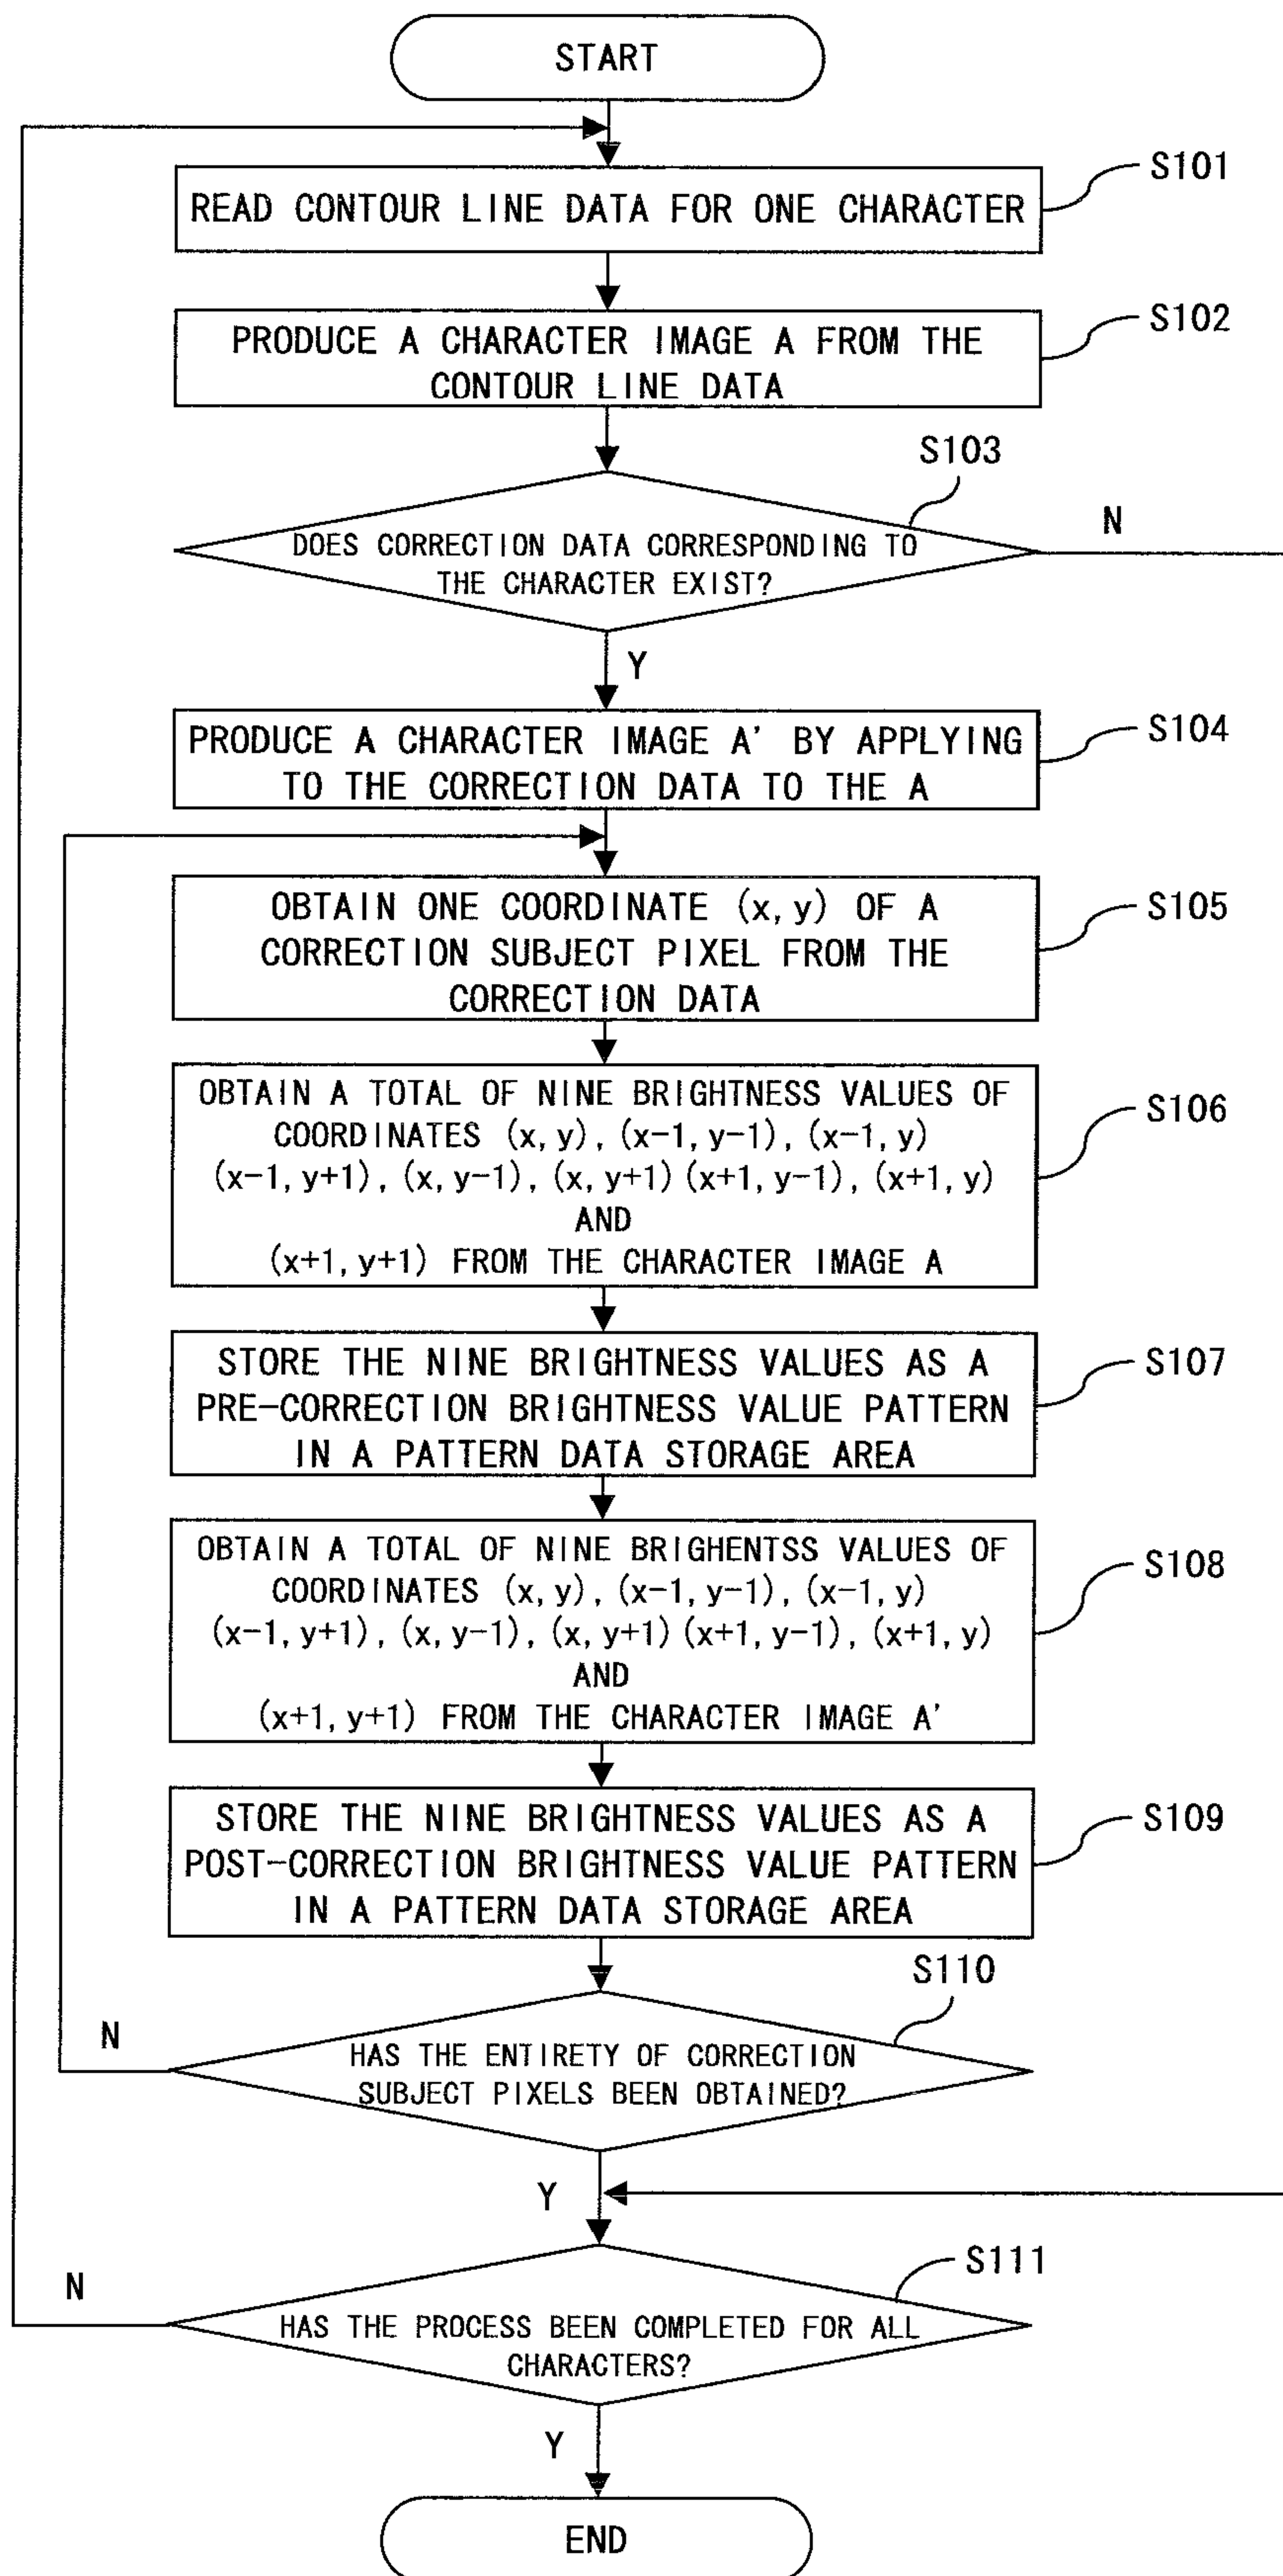 START
S101
READ CONTOUR LINE DATA FOR ONE CHARACTER
S102
PRODUCE A CHARACTER IMAGE A FROM THE
CONTOUR LINE DATA
S103
N
DOES CORRECTION DATA CORRESPONDING TO
THE CHARACTER EXIST?
Y
S104
PRODUCE A CHARACTER IMAGE A' BY APPLYING
TO THE CORRECTION DATA TO THE A
S105
OBTAIN ONE COORDINATE (x, y) OF A
CORRECTION SUBJECT PIXEL FROM THE
CORRECTION DATA
S106
OBTAIN A TOTAL OF NINE BRIGHTNESS VALUES OF
COORDINATES (x, y), (x-1, y-1), (x-1, y)
(x-1, y+1), (x, y-1), (x, y+1) (x+1, y-1), (x+1, y)
AND
(x+1, y+1) FROM THE CHARACTER IMAGE A
S107
STORE THE NINE BRIGHTNESS VALUES AS A
PRE-CORRECTION BRIGHTNESS VALUE PATTERN
IN A PATTERN DATA STORAGE AREA
S108
OBTAIN A TOTAL OF NINE BRIGHENTSS VALUES OF
COORDINATES (x, y), (x-1, y-1), (x-1, y)
(x-1, y+1), (x, y-1), (x, y+1) (x+1, y-1), (x+1, y)
AND
(x+1, y+1) FROM THE CHARACTER IMAGE A'
S109
STORE THE NINE BRIGHTNESS VALUES AS A
POST-CORRECTION BRIGHTNESS VALUE PATTERN
IN A PATTERN DATA STORAGE AREA
S110
N
HAS THE ENTIRETY OF CORRECTION
SUBJECT PIXELS BEEN OBTAINED?
Y
S111
N
HAS THE PROCESS BEEN COMPLETED FOR ALL
CHARACTERS?
Y
END